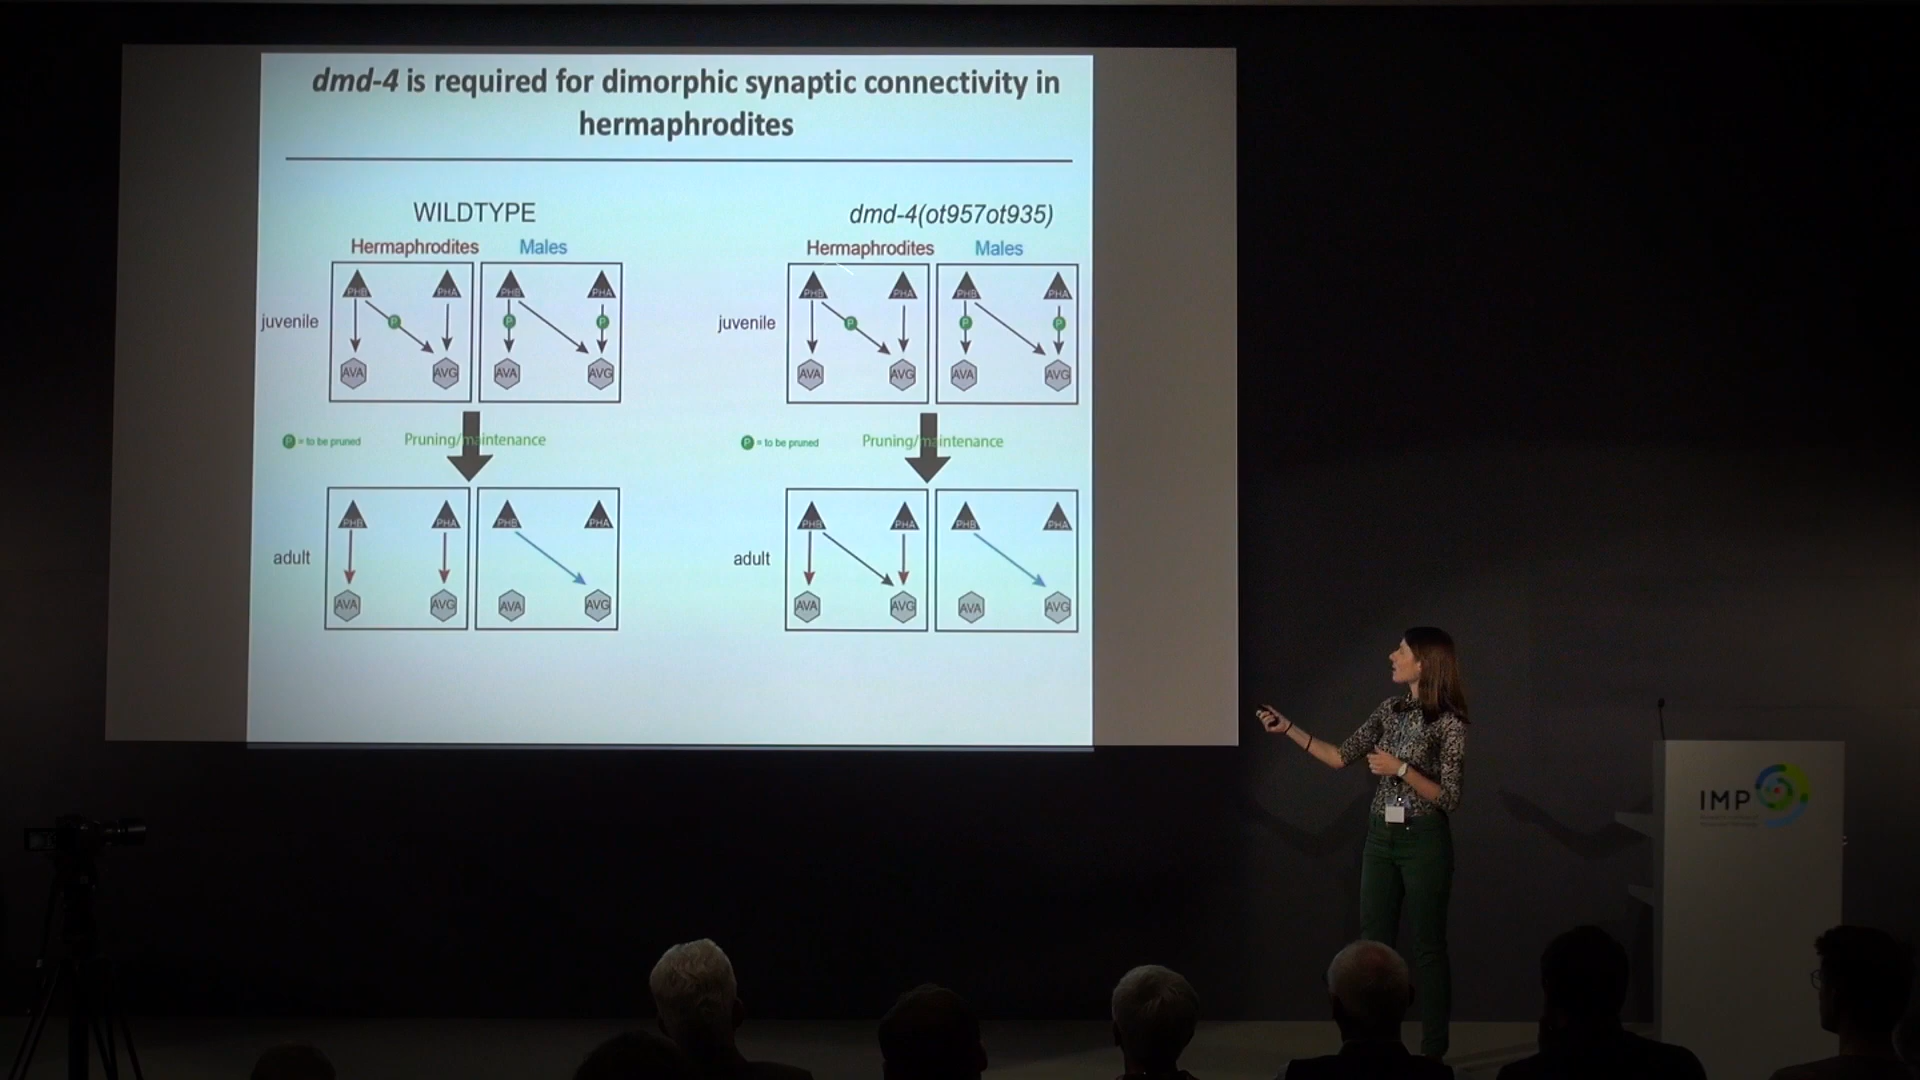 dmd-4 is required for dimorphic synaptic connectivity in
hermaphrodites
WILDTYPE
Hermaphrodites Males
juvenile
PHB PHA PHB PHA
P P P
AVA AVG AVA AVG
P = to be pruned Pruning/maintenance
adult
PHB PHA PHB PHA
AVA AVG AVA AVG
dmd-4(ot957ot935)
Hermaphrodites Males
juvenile
PHB PHA PHB PHA
P P P
AVA AVG AVA AVG
P = to be pruned Pruning/maintenance
adult
PHB PHA PHB PHA
AVA AVG AVA AVG
IMP